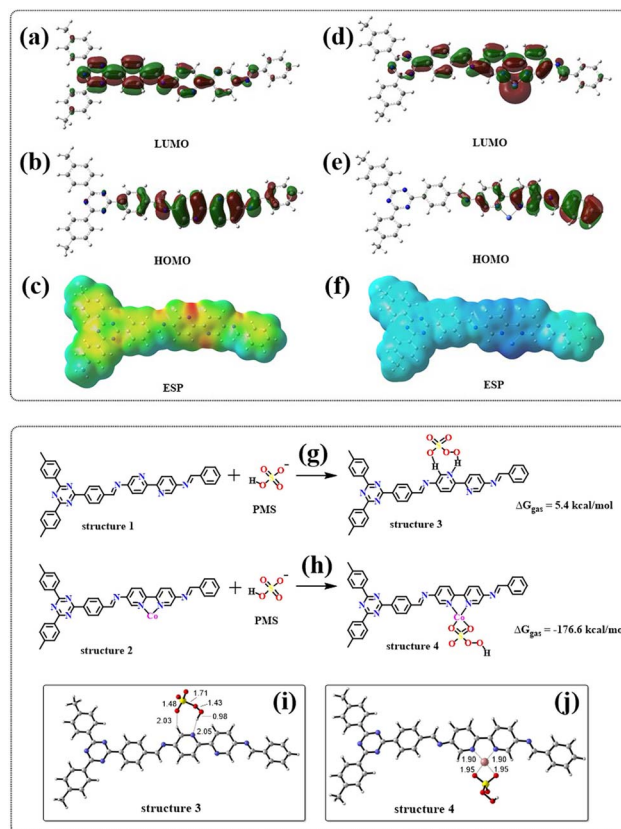 (a)
LUMO
(b)
HOMO
(c)
ESP
(d)
LUMO
(e)
HOMO
(f)
ESP
(g)
structure 1
+
PMS
structure 3
ΔGgas = 5.4 kcal/mol
(h)
structure 2
+
PMS
structure 4
ΔGgas = -176.6 kcal/mol
(i)
1.48
1.71
1.43
0.98
2.03
2.05
structure 3
(j)
1.90
1.90
1.95
1.95
structure 4